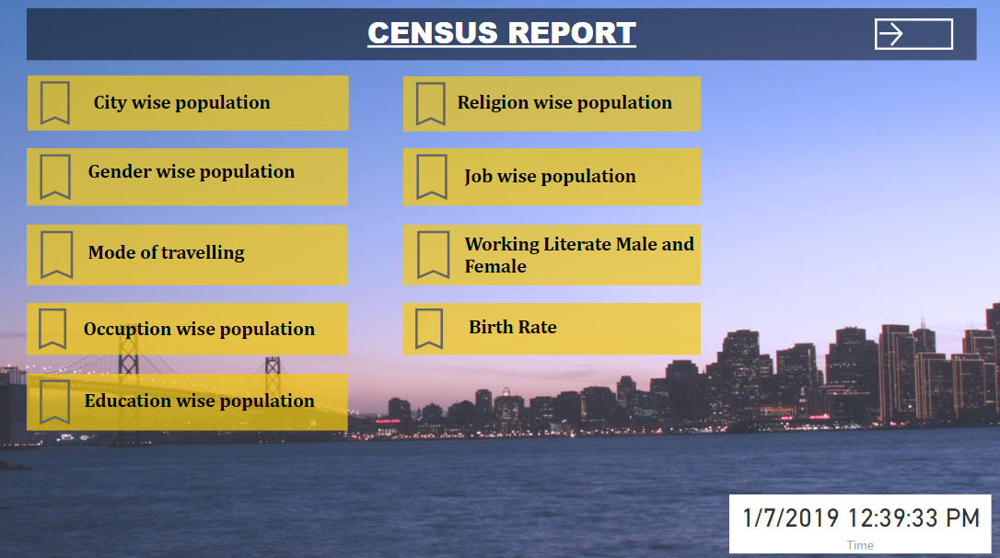 CENSUS REPORT
City wise population
Religion wise population
Gender wise population
Job wise population
Mode of travelling
Working Literate Male and
Female
Occuption wise population
Birth Rate
Education wise population
1/7/2019 12:39:33 PM
Time